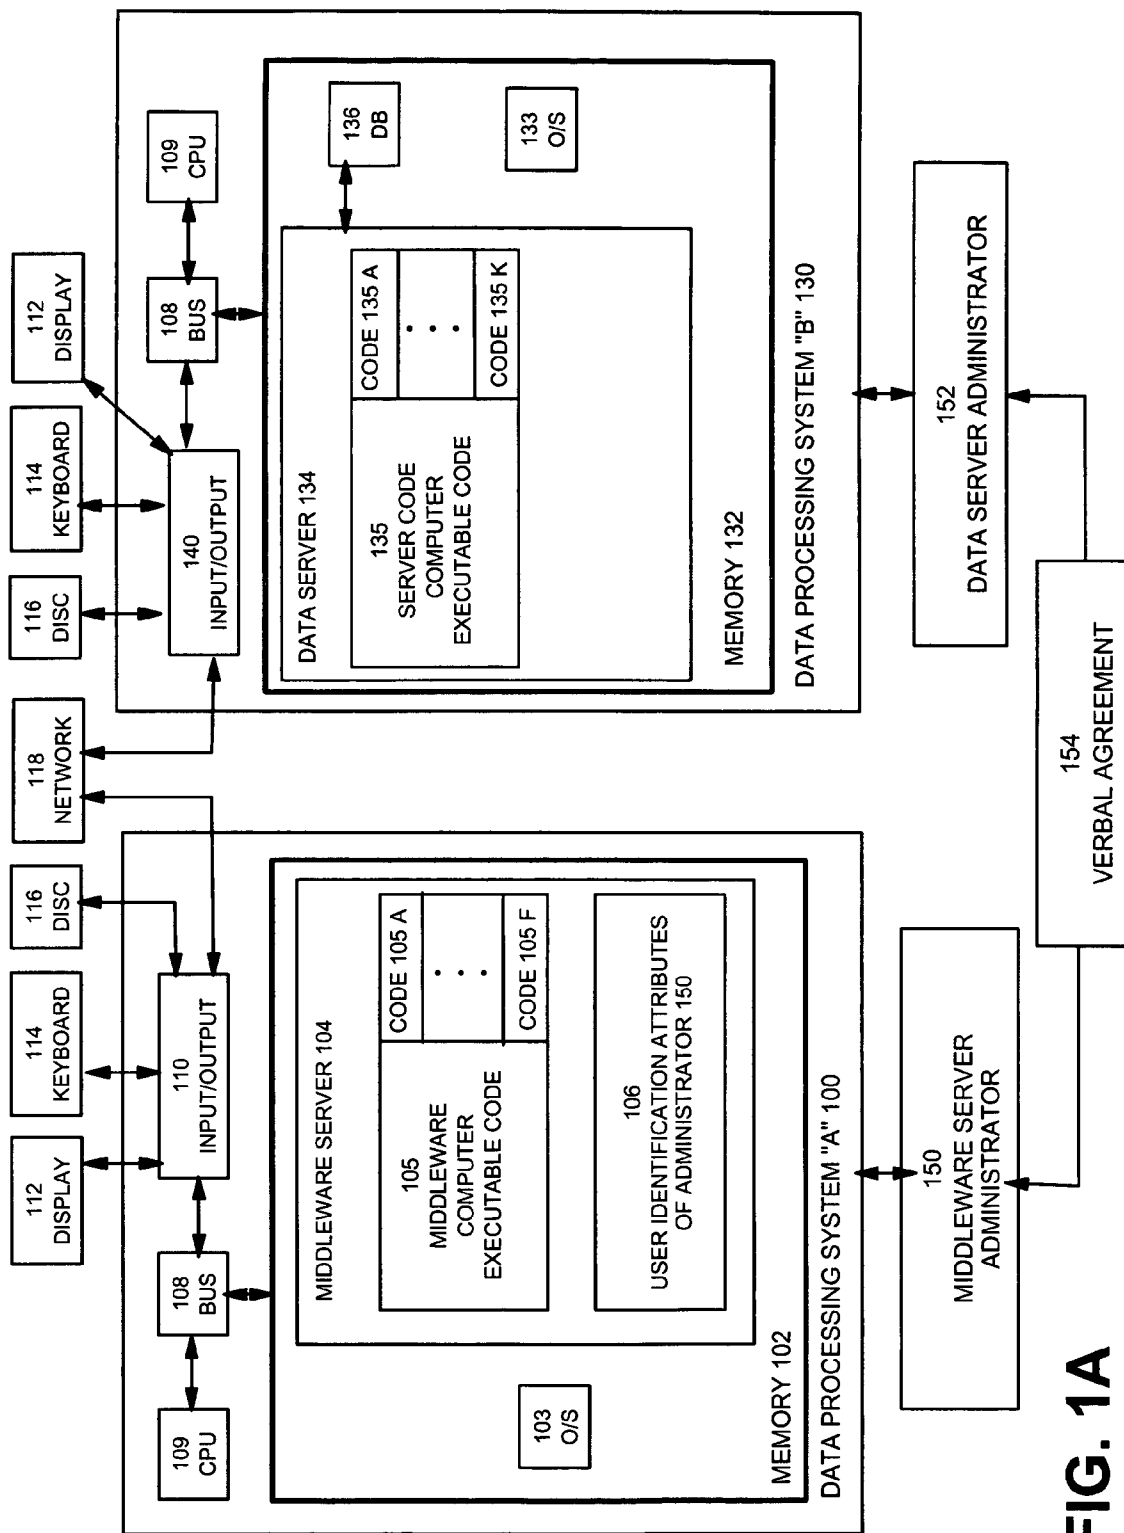 112
DISPLAY
114
KEYBOARD
116
DISC
118
NETWORK
116
DISC
114
KEYBOARD
112
DISPLAY
109
CPU
108
BUS
110
INPUT/OUTPUT
MIDDLEWARE SERVER 104
105
MIDDLEWARE
COMPUTER
EXECUTABLE CODE
CODE 105 A
. . .
CODE 105 F
106
USER IDENTIFICATION ATTRIBUTES
OF ADMINISTRATOR 150
103
O/S
MEMORY 102
DATA PROCESSING SYSTEM "A" 100
140
INPUT/OUTPUT
108
BUS
109
CPU
DATA SERVER 134
135
SERVER CODE
COMPUTER
EXECUTABLE CODE
CODE 135 A
. . .
CODE 135 K
136
DB
133
O/S
MEMORY 132
DATA PROCESSING SYSTEM "B" 130
150
MIDDLEWARE SERVER
ADMINISTRATOR
152
DATA SERVER ADMINISTRATOR
154
VERBAL AGREEMENT
FIG. 1A